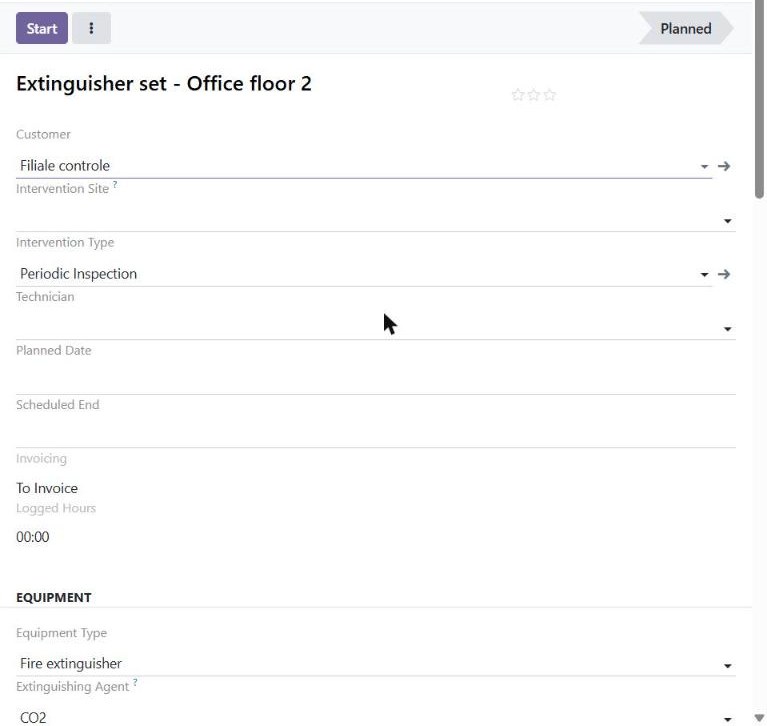 Start
Planned
Extinguisher set - Office floor 2
Customer
Filiale controle
Intervention Site ?
Intervention Type
Periodic Inspection
Technician
Planned Date
Scheduled End
Invoicing
To Invoice
Logged Hours
00:00
EQUIPMENT
Equipment Type
Fire extinguisher
Extinguishing Agent ?
CO2